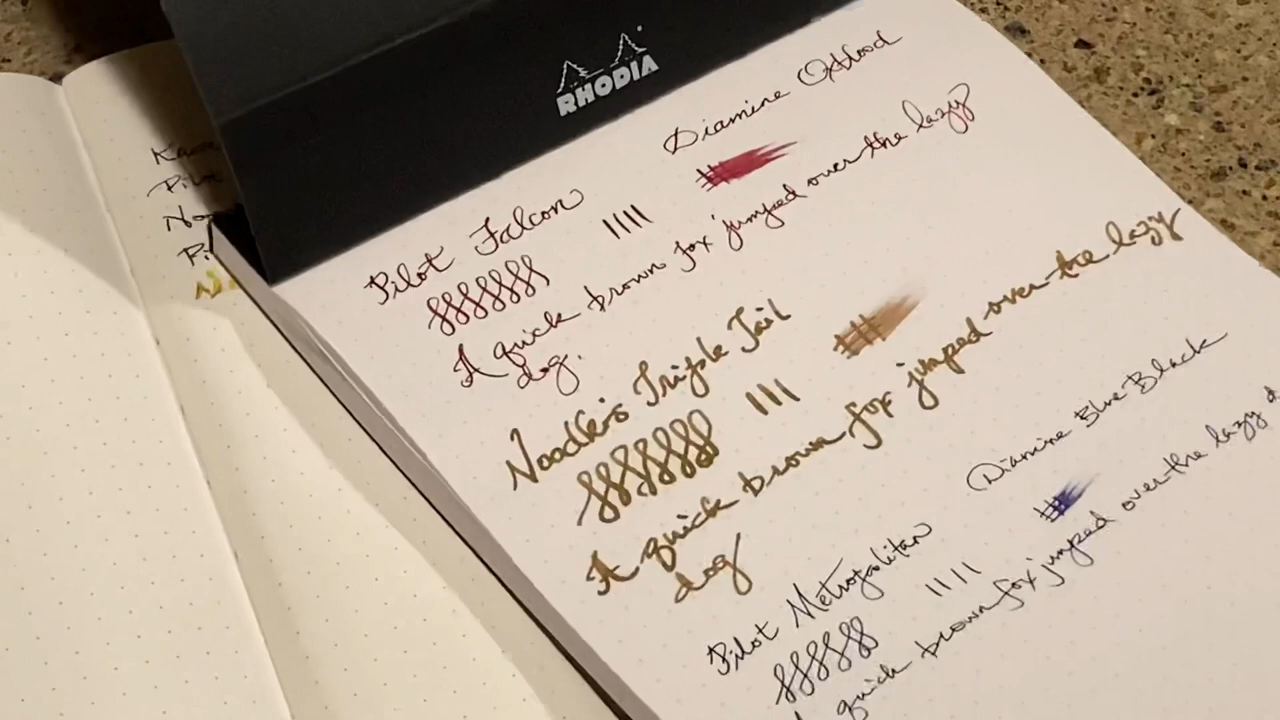 RHODIA
Diamine Oxblood
Pilot Falcon
A quick brown fox jumped over the lazy
dog.
Noodler's Triple Tail
A quick brown fox jumped over the lazy
dog
Diamine Blue Black
Pilot Metropolitan
quick brown fox jumped over the lazy